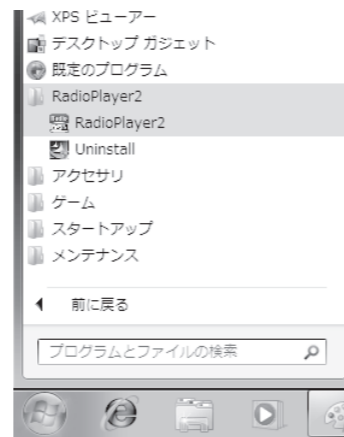 XPS ビューアー
デスクトップ ガジェット
既定のプログラム
RadioPlayer2
RadioPlayer2
Uninstall
アクセサリ
ゲーム
スタートアップ
メンテナンス
前に戻る
プログラムとファイルの検索